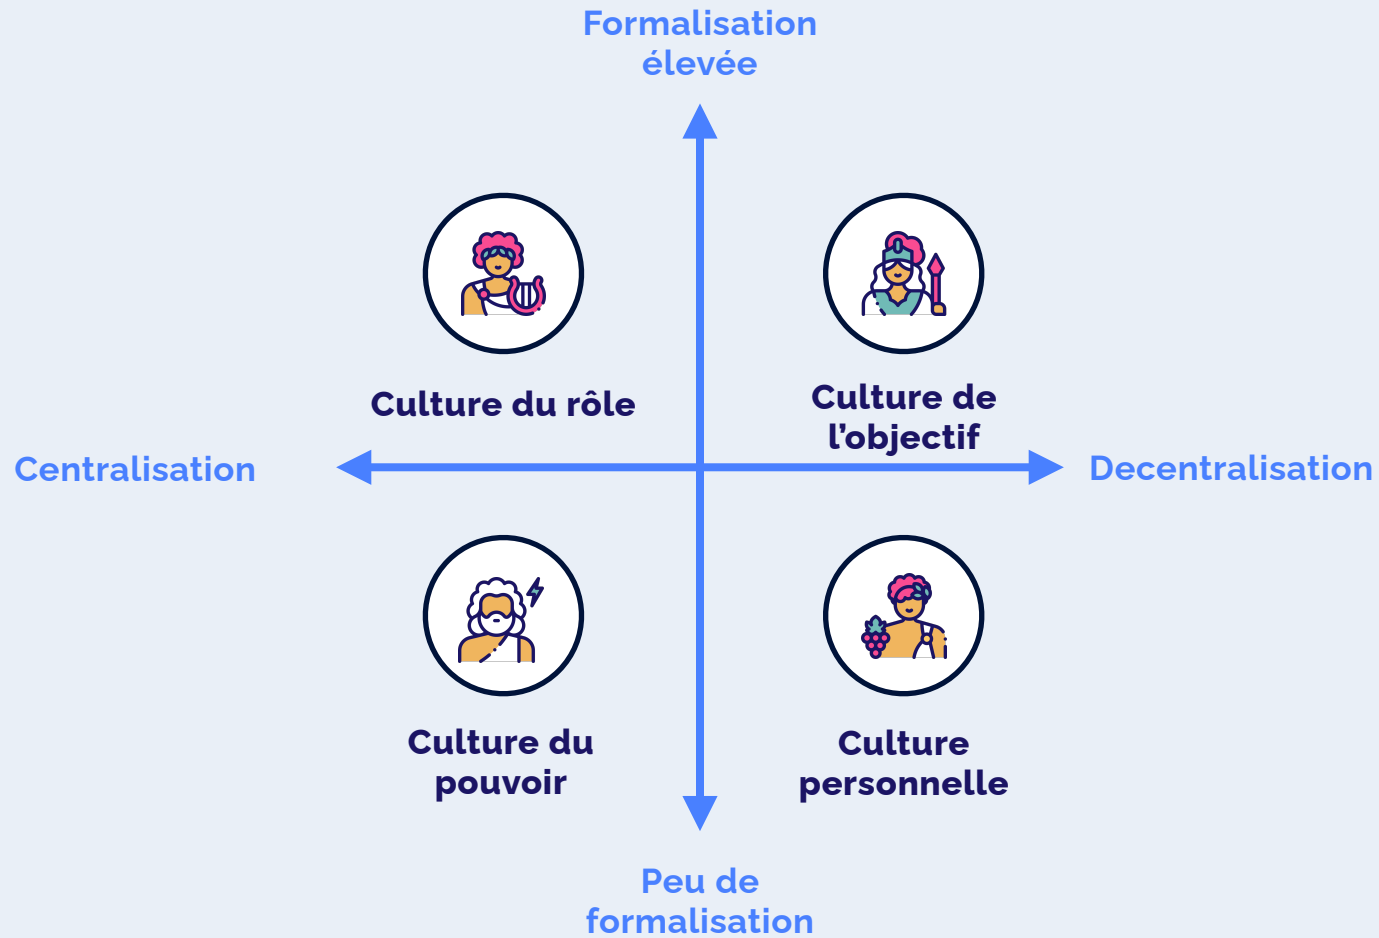 Formalisation
élevée
Culture du rôle
Culture de
l’objectif
Centralisation
Decentralisation
Culture du
pouvoir
Culture
personnelle
Peu de
formalisation